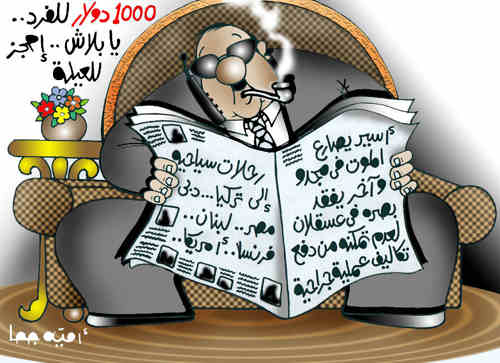 1000 دولار للفرد..
يا بلاش.. إحجز
للعيلة
أسير يصارع
الموت في مجدو
وآخر يفقد
بصره في عسقلان
لعدم تمكنه من دفع
تكاليف عملية جراحية
رحلات سياحية
إلى تركيا... دبي
مصر.. لبنان..
فرنسا.. أمريكا..
أميّة جحا